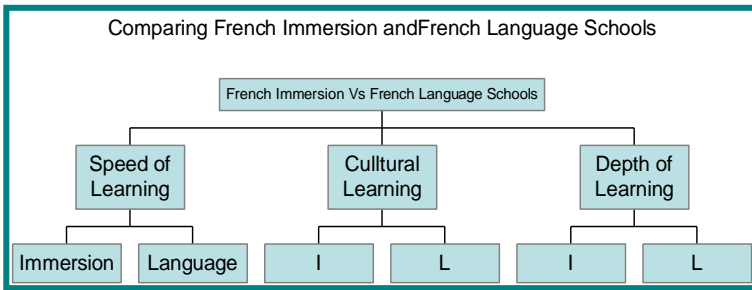 Comparing French Immersion andFrench Language Schools
French Immersion Vs French Language Schools
Speed of
Learning
Culltural
Learning
Depth of
Learning
Immersion
Language
I
L
I
L